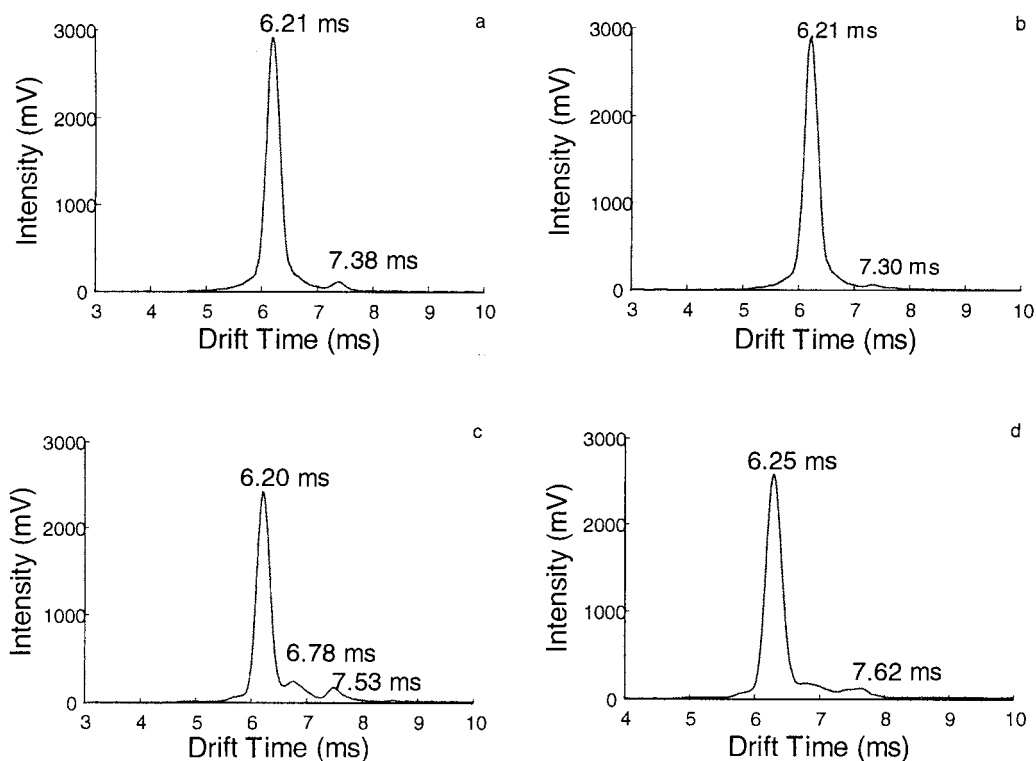 a
6.21 ms
3000
2000
1000
0
7.38 ms
3 4 5 6 7 8 9 10
Intensity (mV)
Drift Time (ms)
b
6.21 ms
3000
2000
1000
0
7.30 ms
3 4 5 6 7 8 9 10
Intensity (mV)
Drift Time (ms)
c
3000
6.20 ms
2000
1000
6.78 ms
7.53 ms
0
3 4 5 6 7 8 9 10
Intensity (mV)
Drift Time (ms)
d
3000
6.25 ms
2000
1000
7.62 ms
0
4 5 6 7 8 9 10
Intensity (mV)
Drift Time (ms)